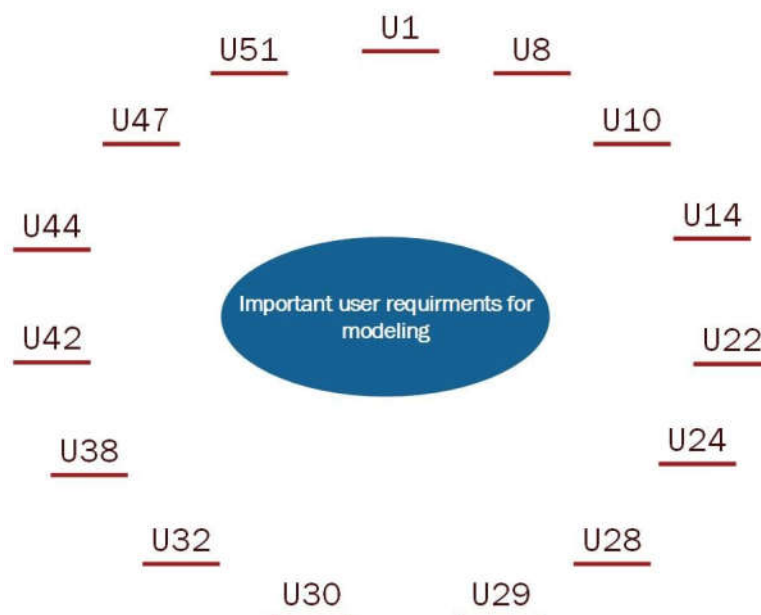 U1
U8
U10
U14
U22
U24
U28
U29
U30
U32
U38
U42
U44
U47
U51
Important user requirments for
modeling